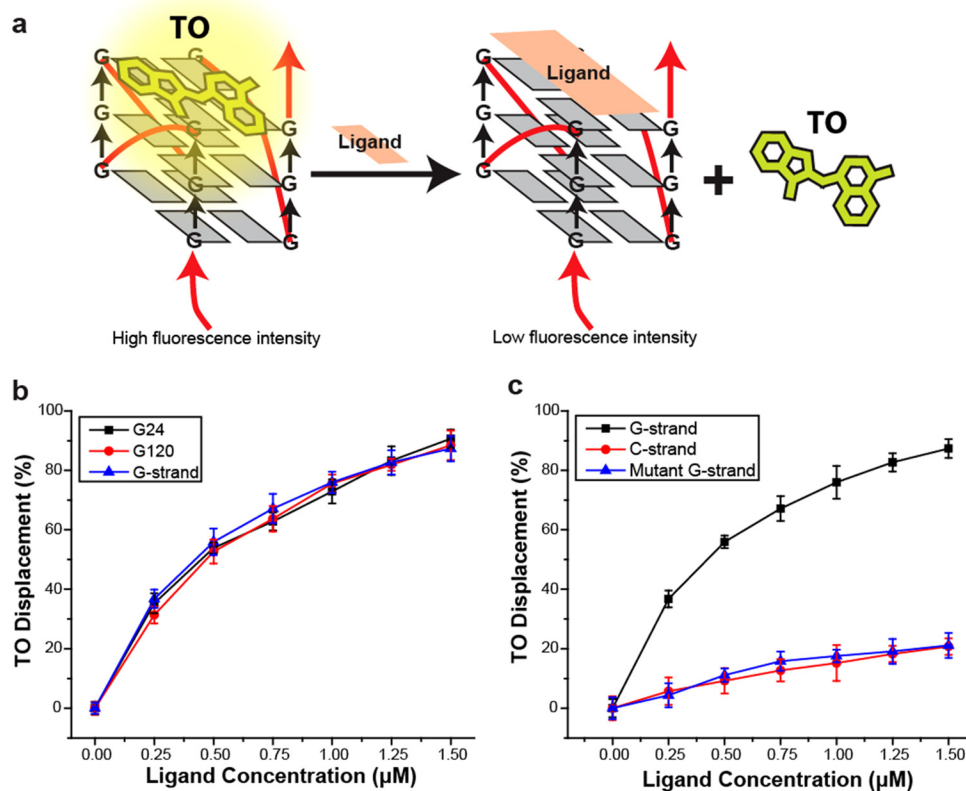 a
TO
G G
G G G
G G G
G G
High fluorescence intensity
Ligand
Ligand
G G
G G G
G G G
G G
Low fluorescence intensity
+
TO
b
TO Displacement (%)
100
80
60
40
20
0
G24
G120
G-strand
0.00 0.25 0.50 0.75 1.00 1.25 1.50
Ligand Concentration (µM)
c
TO Displacement (%)
100
80
60
40
20
0
G-strand
C-strand
Mutant G-strand
0.00 0.25 0.50 0.75 1.00 1.25 1.50
Ligand Concentration (µM)